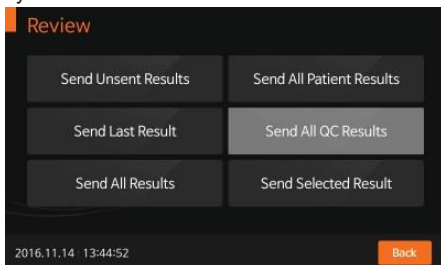 Review
Send Unsent Results
Send All Patient Results
Send Last Result
Send All QC Results
Send All Results
Send Selected Result
2016.11.14 13:44:52
Back